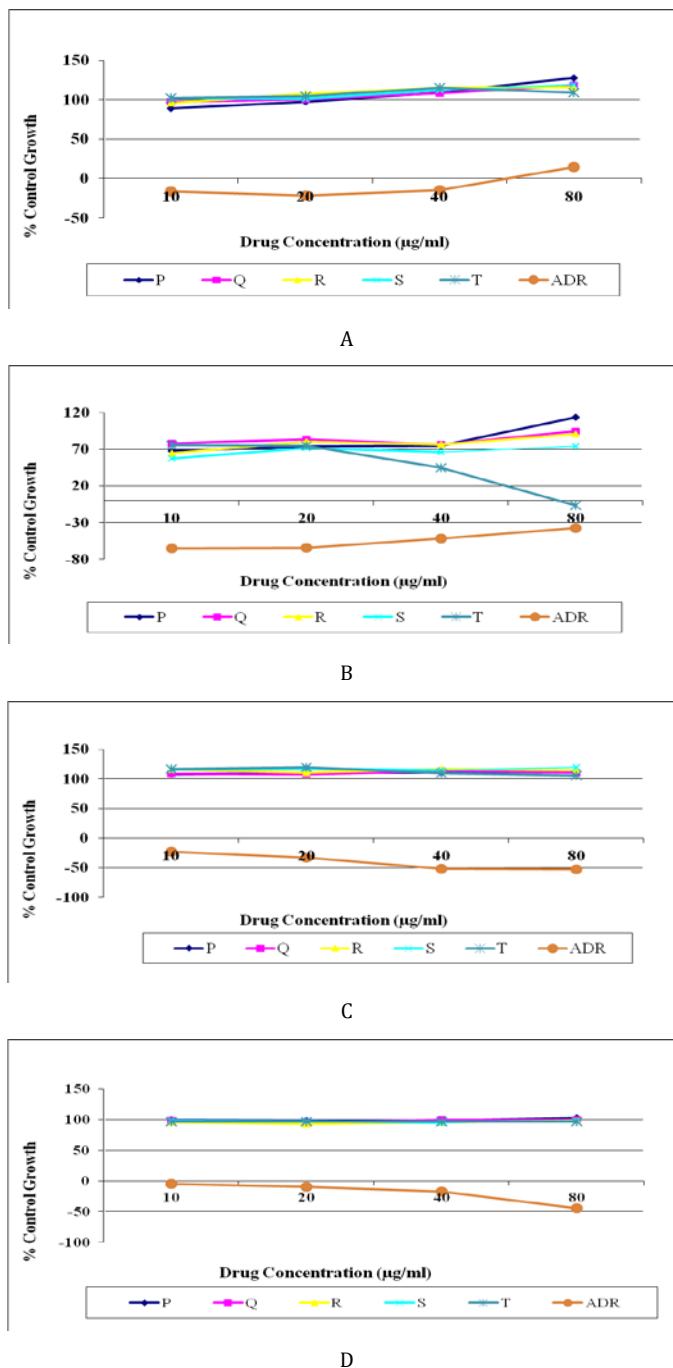 150
100
50
0
-50
% Control Growth
10 20 40 80
Drug Concentration (µg/ml)
P Q R S T ADR
A
120
70
20
-30
-80
% Control Growth
10 20 40 80
Drug Concentration (µg/ml)
P Q R S T ADR
B
150
100
50
0
-50
-100
% Control Growth
10 20 40 80
Drug Concentration (µg/ml)
P Q R S T ADR
C
150
100
50
0
-50
-100
% Control Growth
10 20 40 80
Drug Concentration (µg/ml)
P Q R S T ADR
D